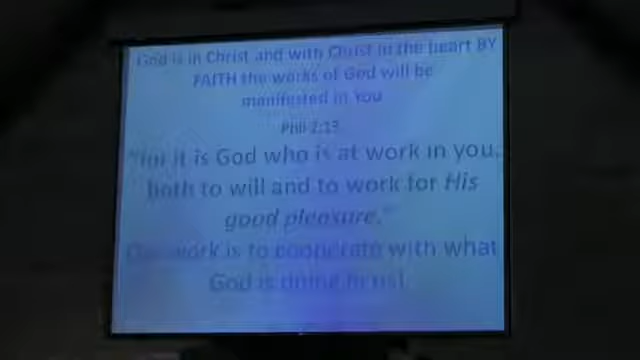 God is in Christ and with Christ in the heart BY
FAITH the works of God will be
manifested in You
Phil 2:13
"for it is God who is at work in you,
both to will and to work for His
good pleasure."
Our work is to cooperate with what
God is doing in us!